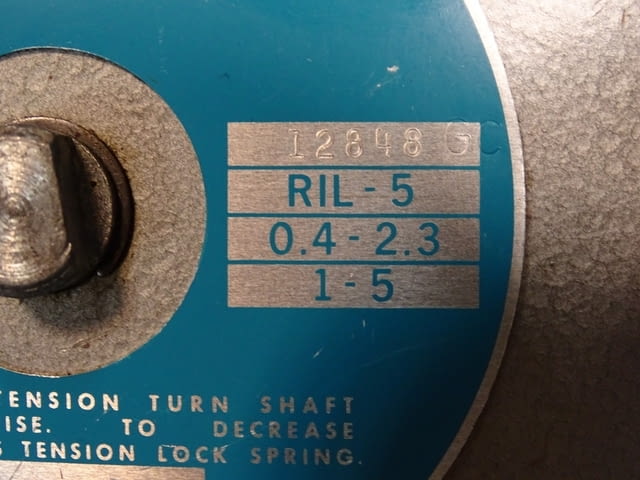 12848 G
RIL - 5
0.4 - 2.3
1 - 5
TENSION TURN SHAFT
ISE. TO DECREASE
S TENSION LOCK SPRING.